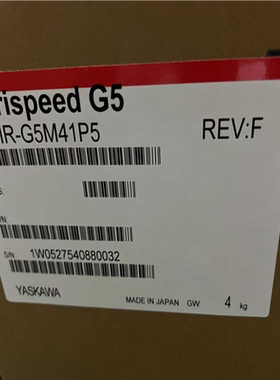 rispeed G5
IR-G5M41P5
REV:F
S/N: 1W0527540880032
YASKAWA
MADE IN JAPAN GW: 4 kg